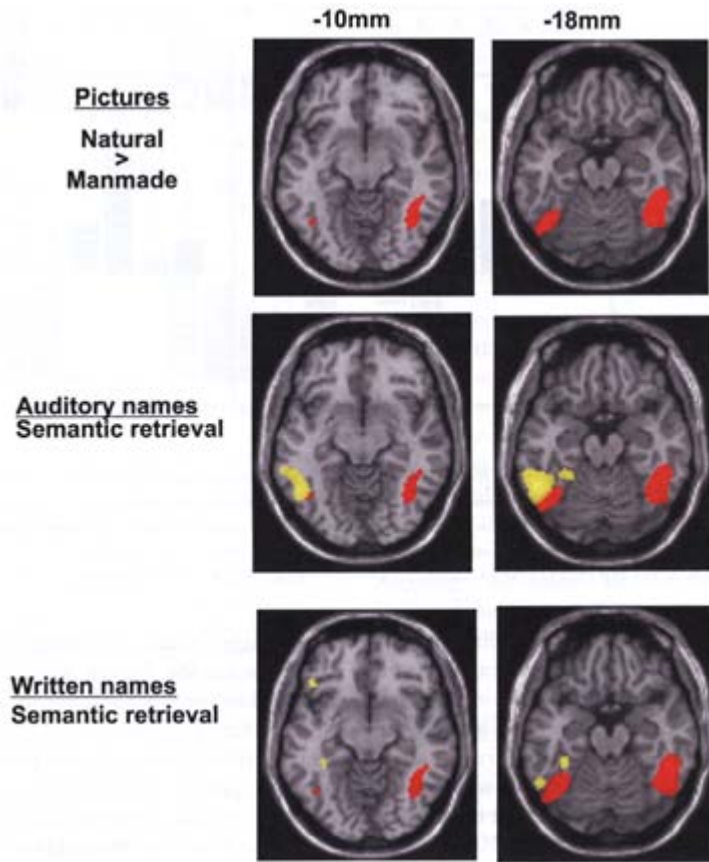 -10mm -18mm
Pictures
Natural
>
Manmade
Auditory names
Semantic retrieval
Written names
Semantic retrieval